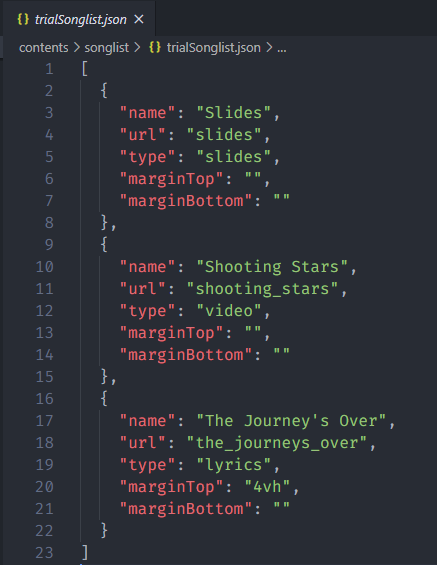 {} trialSonglist.json ×
contents > songlist > {} trialSonglist.json > ...
1 [
2   {
3     "name": "Slides",
4     "url": "slides",
5     "type": "slides",
6     "marginTop": "",
7     "marginBottom": ""
8   },
9   {
10     "name": "Shooting Stars",
11     "url": "shooting_stars",
12     "type": "video",
13     "marginTop": "",
14     "marginBottom": ""
15   },
16   {
17     "name": "The Journey's Over",
18     "url": "the_journeys_over",
19     "type": "lyrics",
20     "marginTop": "4vh",
21     "marginBottom": ""
22   }
23 ]